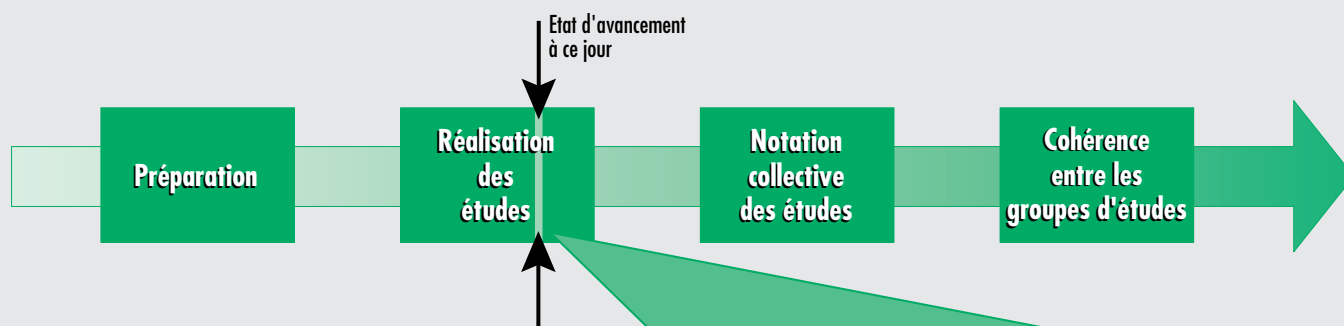 Etat d'avancement
à ce jour
Préparation
Réalisation
des
études
Notation
collective
des études
Cohérence
entre les
groupes d'études